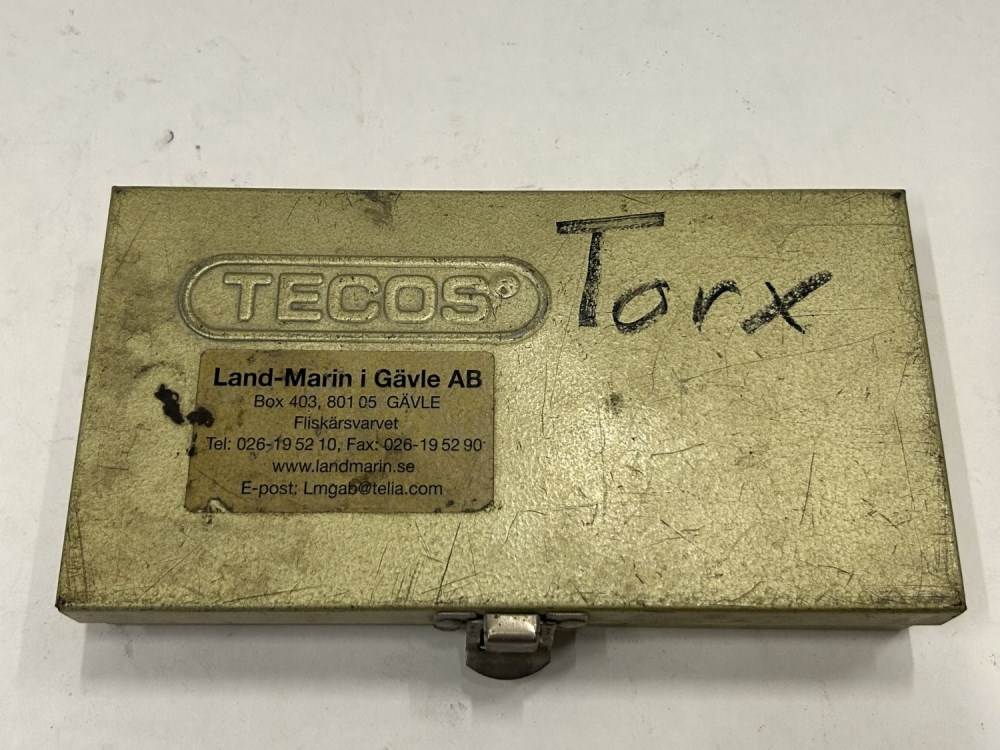 TECOS
Torx
Land-Marin i Gävle AB
Box 403, 801 05 GÄVLE
Fliskärsvarvet
Tel: 026-19 52 10, Fax: 026-19 52 90
www.landmarin.se
E-post: Lmgab@telia.com